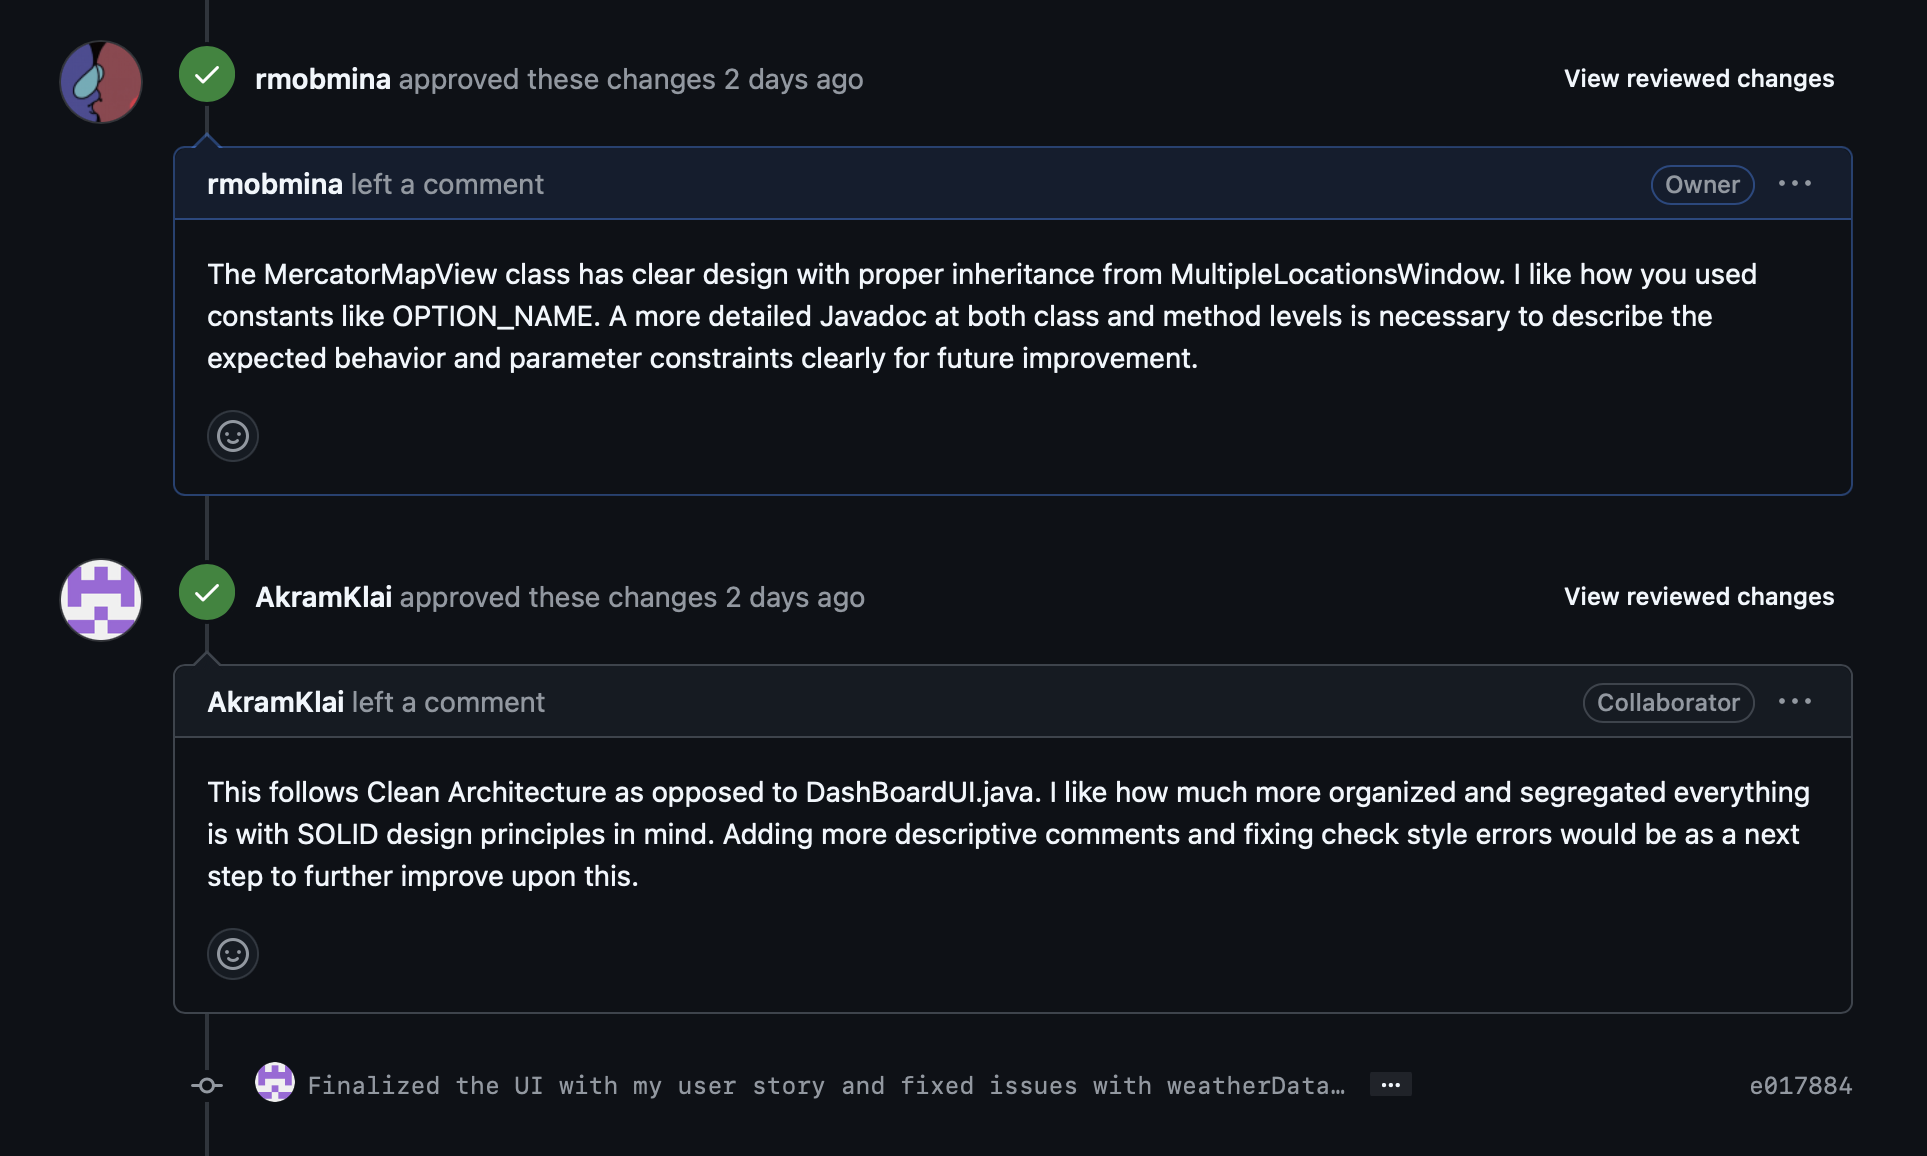 rmobmina approved these changes 2 days ago
View reviewed changes
rmobmina left a comment
Owner
The MercatorMapView class has clear design with proper inheritance from MultipleLocationsWindow. I like how you used
constants like OPTION_NAME. A more detailed Javadoc at both class and method levels is necessary to describe the
expected behavior and parameter constraints clearly for future improvement.
AkramKlai approved these changes 2 days ago
View reviewed changes
AkramKlai left a comment
Collaborator
This follows Clean Architecture as opposed to DashBoardUI.java. I like how much more organized and segregated everything
is with SOLID design principles in mind. Adding more descriptive comments and fixing check style errors would be as a next
step to further improve upon this.
Finalized the UI with my user story and fixed issues with weatherData…
e017884